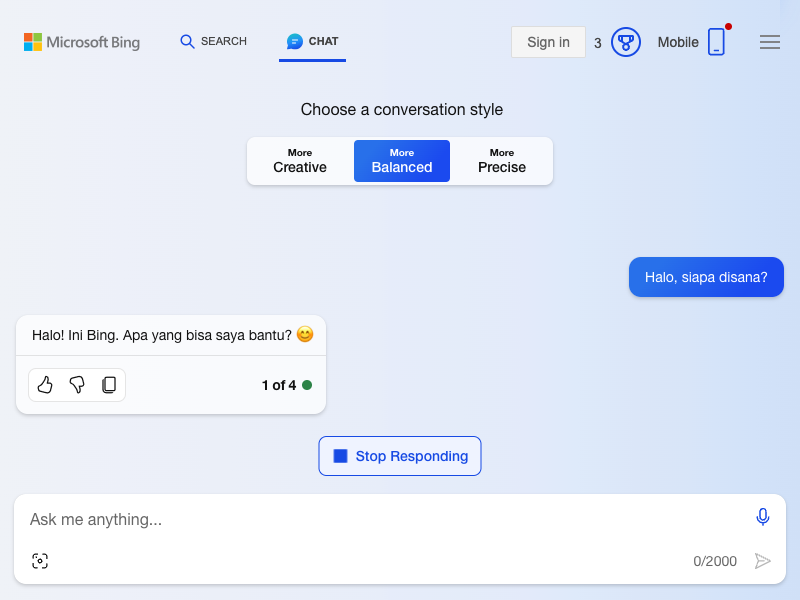 Microsoft Bing
SEARCH
CHAT
Sign in
3
Mobile
Choose a conversation style
More
Creative
More
Balanced
More
Precise
Halo, siapa disana?
Halo! Ini Bing. Apa yang bisa saya bantu? 😊
1 of 4
Stop Responding
Ask me anything...
0/2000